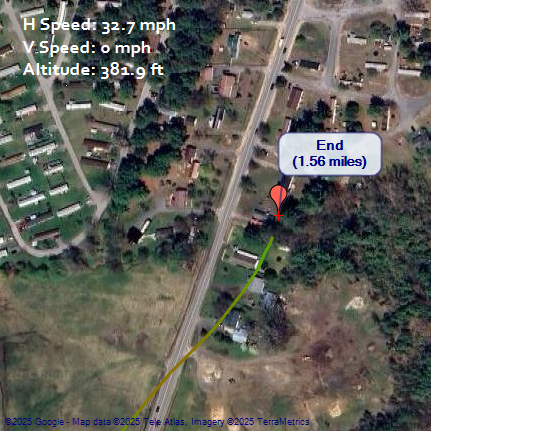 H Speed: 32.7 mph
V Speed: 0 mph
Altitude: 381.9 ft
End
(1.56 miles)
©2025 Google - Map data ©2025 Tele Atlas, Imagery ©2025 TerraMetrics